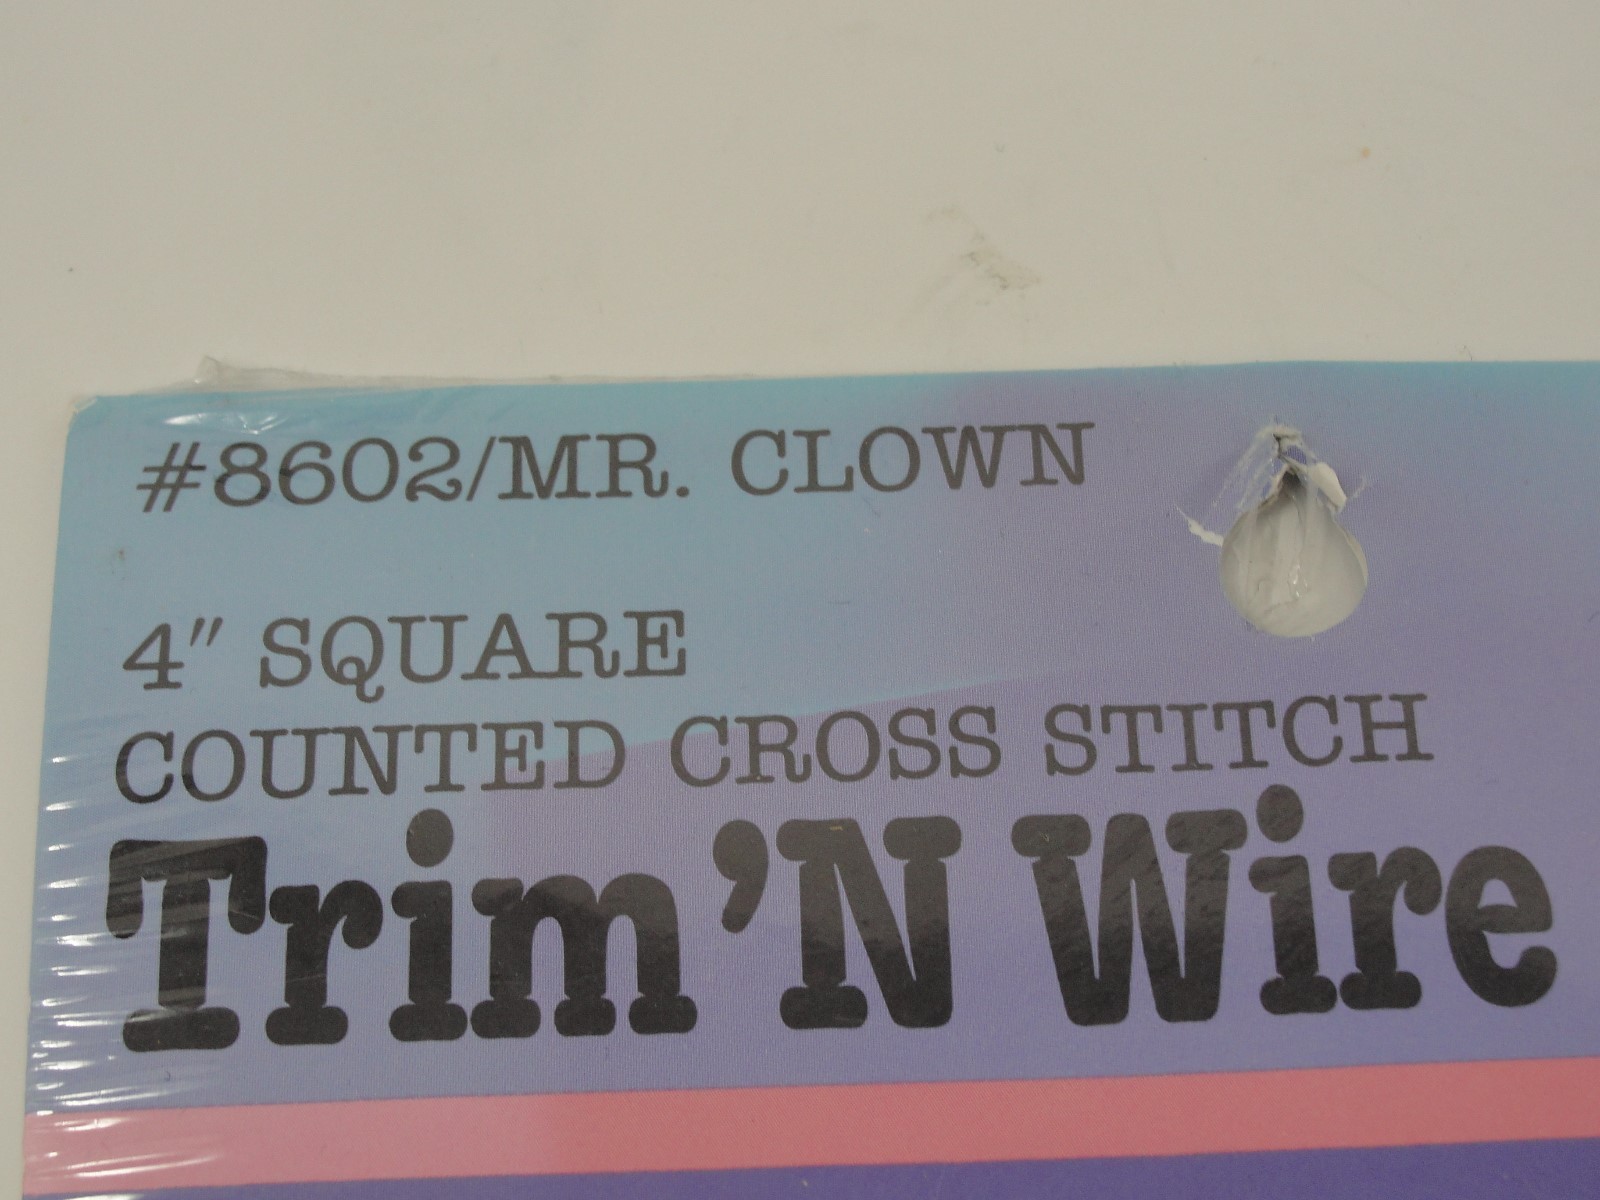 #8602/MR. CLOWN
4" SQUARE
COUNTED CROSS STITCH
Trim 'N Wire